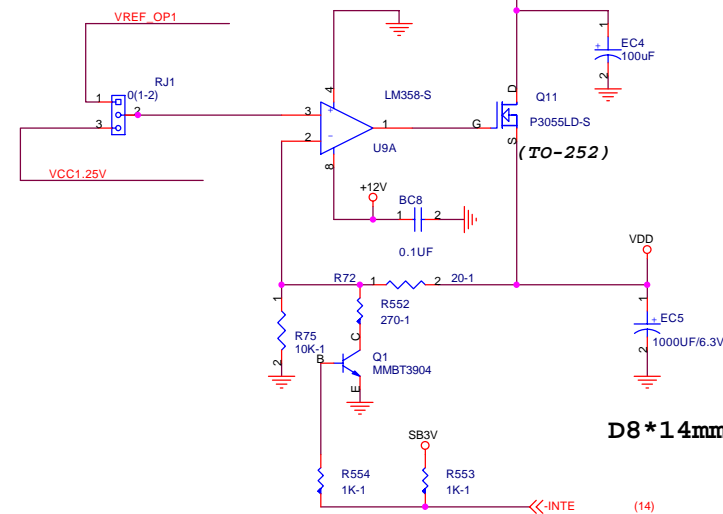 VREF_OP1
RJ1
0(1-2)
1
2
3
VCC1.25V
4
LM358-S
3
+
2
-
1
8
U9A
D
G
S
Q11
P3055LD-S
(TO-252)
1
+
2
EC4
100uF
+12V
BC8
1
2
0.1UF
VDD
R72
1
2
20-1
R552
270-1
1
R75
10K-1
2
B
C
E
Q1
MMBT3904
1
+
2
EC5
1000UF/6.3V
D8*14mm
SB3V
R554
1K-1
R553
1K-1
-INTE
(14)